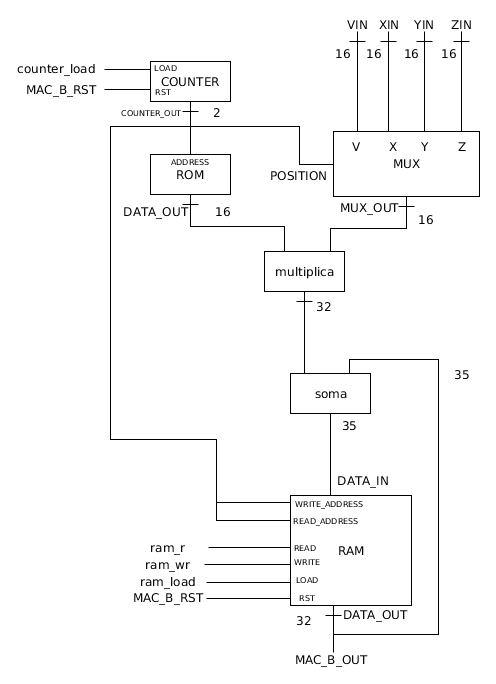 VIN XIN YIN ZIN
16 16 16 16
counter_load
LOAD
COUNTER
MAC_B_RST
RST
COUNTER_OUT 2
V X Y Z
MUX
ADDRESS
ROM
POSITION
DATA_OUT 16
MUX_OUT
16
multiplica
32
soma
35
35
DATA_IN
WRITE_ADDRESS
READ_ADDRESS
ram_r READ
RAM
ram_wr WRITE
ram_load LOAD
MAC_B_RST RST
32 DATA_OUT
MAC_B_OUT